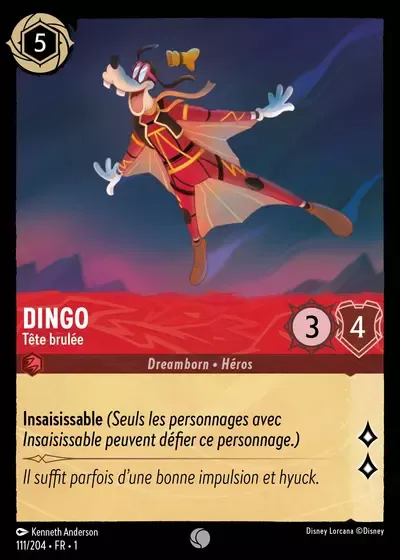 5
DINGO
Tête brulée
3
4
Dreamborn • Héros
Insaisissable (Seuls les personnages avec
Insaisissable peuvent défier ce personnage.)
Il suffit parfois d'une bonne impulsion et hyuck.
Kenneth Anderson
Disney Lorcana ©Disney
111/204 • FR • 1